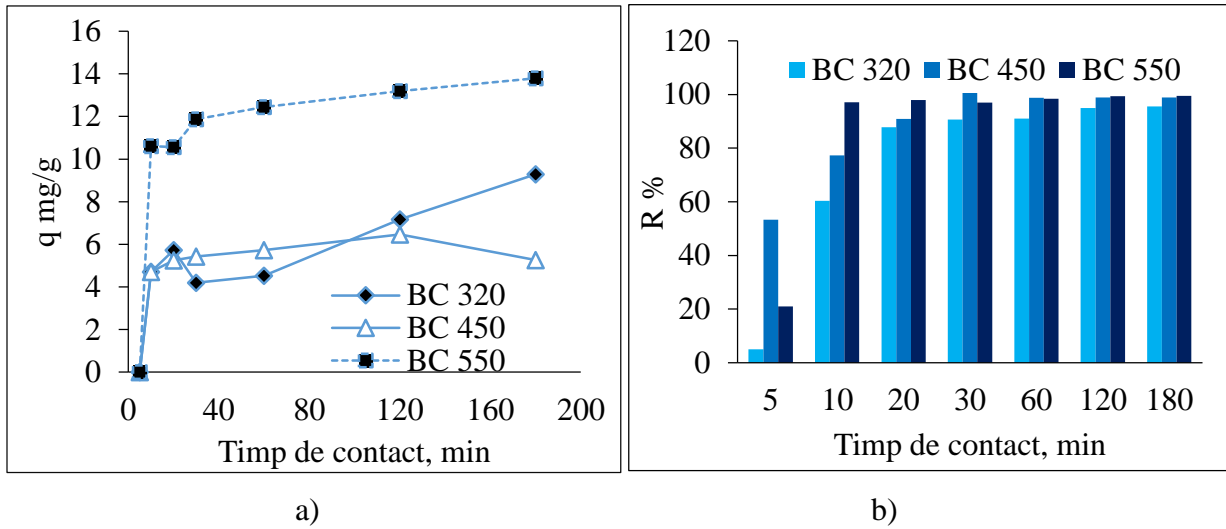 16
14
12
10
8
6
4
2
0
q mg/g
BC 320
BC 450
BC 550
0 40 80 120 160 200
Timp de contact, min
a)
120
100
80
60
40
20
0
R %
BC 320 BC 450 BC 550
5 10 20 30 60 120 180
Timp de contact, min
b)